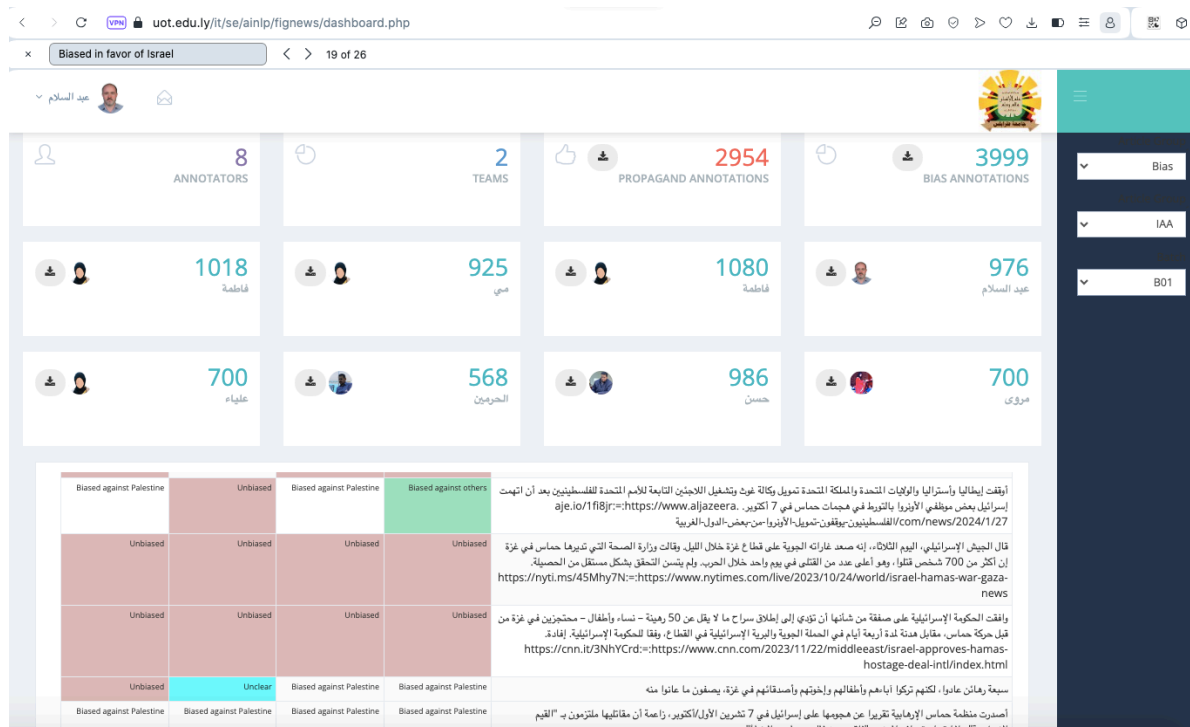 VPN uot.edu.ly/it/se/ainlp/fignews/dashboard.php
× Biased in favor of Israel 19 of 26
عبد السلام
8
ANNOTATORS
2
TEAMS
2954
PROPAGAND ANNOTATIONS
3999
BIAS ANNOTATIONS
Bias
IAA
B01
1018
فاطمة
925
مي
1080
فاطمة
976
عبد السلام
700
علياء
568
الحرمين
986
حسن
700
مروى
Biased against Palestine Unbiased Biased against Palestine Biased against others
أوقفت إيطاليا وأستراليا والولايات المتحدة والمملكة المتحدة تمويل وكالة غوث وتشغيل اللاجئين التابعة للأمم المتحدة للفلسطينيين بعد أن اتهمت
إسرائيل بعض موظفي الأونروا بالتورط في هجمات حماس في 7 أكتوبر. .aje.io/1fi8jr:=:https://www.aljazeera
com/news/2024/1/27/الفلسطينيون-يوقفون-تمويل-الأونروا-من-بعض-الدول-الغربية
Unbiased Unbiased Unbiased Unbiased
قال الجيش الإسرائيلي، اليوم الثلاثاء، إنه صعد غاراته الجوية على قطاع غزة خلال الليل. وقالت وزارة الصحة التي تديرها حماس في غزة
إن أكثر من 700 شخص قتلوا، وهو أعلى عدد من القتلى في يوم واحد خلال الحرب. ولم يتسن التحقق بشكل مستقل من الحصيلة.
https://nyti.ms/45Mhy7N:=:https://www.nytimes.com/live/2023/10/24/world/israel-hamas-war-gaza-
news
Unbiased Unbiased Unbiased Unbiased
وافقت الحكومة الإسرائيلية على صفقة من شأنها أن تؤدي إلى إطلاق سراح ما لا يقل عن 50 رهينة – نساء وأطفال – محتجزين في غزة من
قبل حركة حماس، مقابل هدنة لمدة أربعة أيام في الحملة الجوية والبرية الإسرائيلية في القطاع، وفقا للحكومة الإسرائيلية. إفادة.
https://cnn.it/3NhYCrd:=:https://www.cnn.com/2023/11/22/middleeast/israel-approves-hamas-
hostage-deal-intl/index.html
Unbiased Unclear Biased against Palestine Biased against Palestine
سبعة رهائن عادوا، لكنهم تركوا آباءهم وأطفالهم وإخوتهم وأصدقائهم في غزة، يصفون ما عانوا منه
Biased against Palestine Biased against Palestine Biased against Palestine Biased against Palestine
أصدرت منظمة حماس الإرهابية تقريرا عن هجومها على إسرائيل في 7 تشرين الأول/أكتوبر، زاعمة أن مقاتليها ملتزمون بـ "القيم